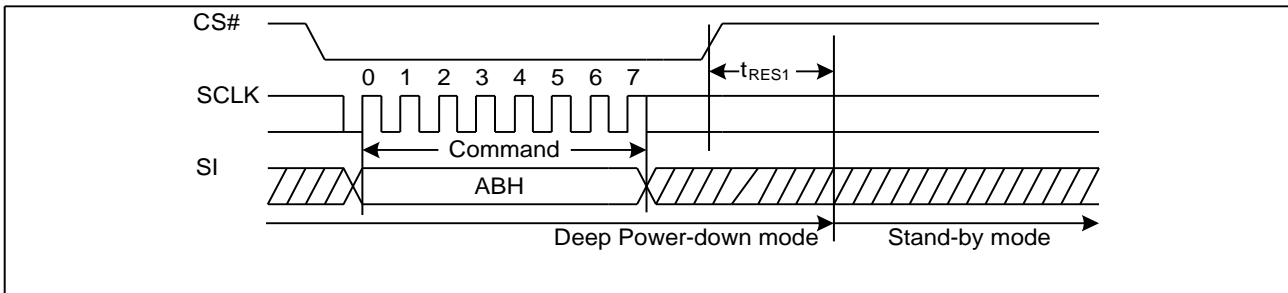 CS#
tRES1
0 1 2 3 4 5 6 7
SCLK
Command
SI
ABH
Deep Power-down mode Stand-by mode